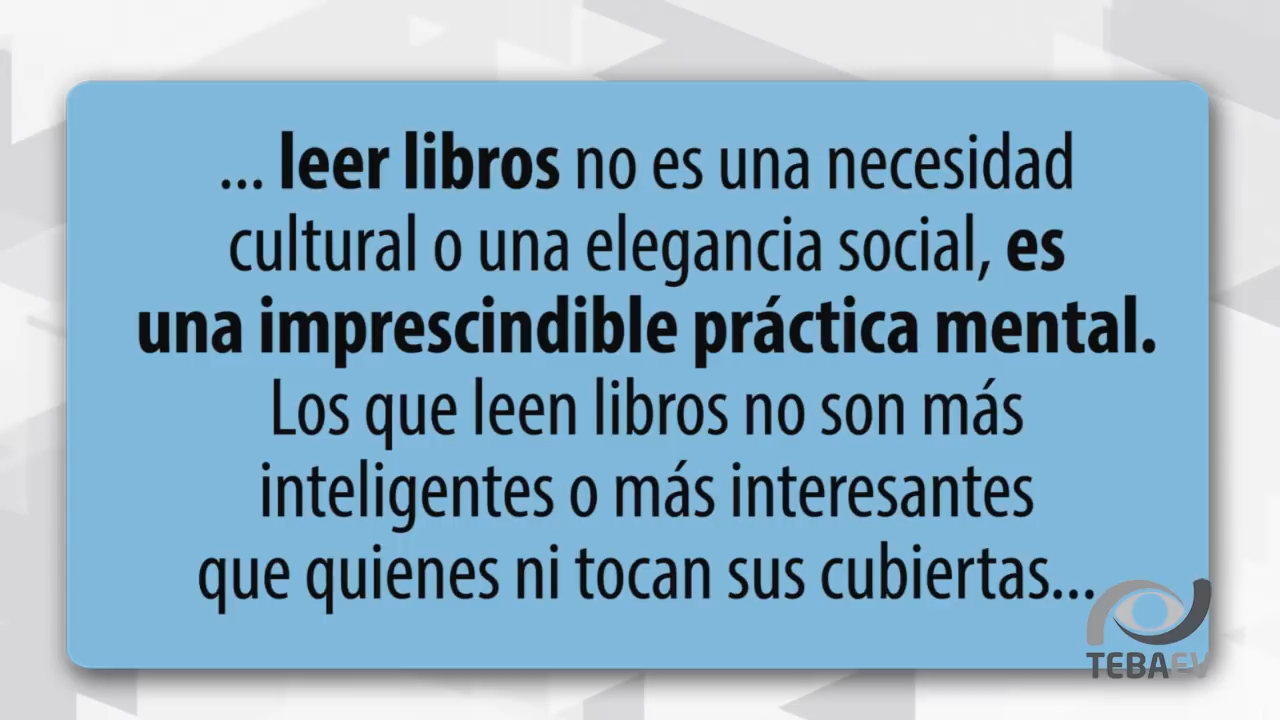 ... leer libros no es una necesidad
cultural o una elegancia social, es
una imprescindible práctica mental.
Los que leen libros no son más
inteligentes o más interesantes
que quienes ni tocan sus cubiertas...
TEBAEV